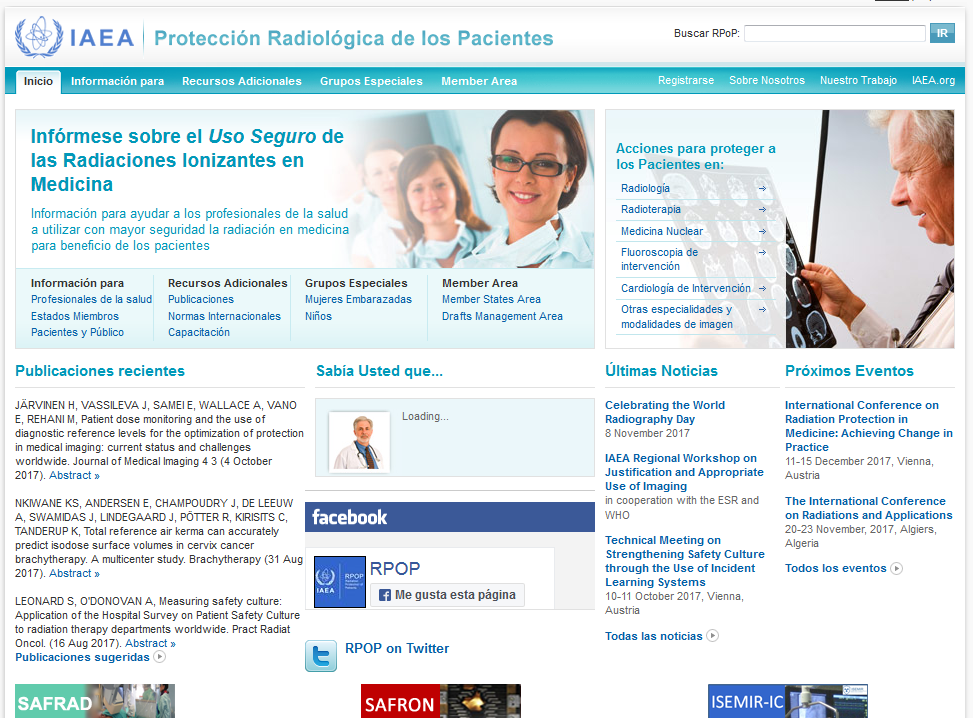 IAEA
Protección Radiológica de los Pacientes
Buscar RPoP:
IR
Inicio
Información para
Recursos Adicionales
Grupos Especiales
Member Area
Registrarse
Sobre Nosotros
Nuestro Trabajo
IAEA.org
Infórmese sobre el Uso Seguro de
las Radiaciones Ionizantes en
Medicina
Información para ayudar a los profesionales de la salud
a utilizar con mayor seguridad la radiación en medicina
para beneficio de los pacientes
Información para
Profesionales de la salud
Estados Miembros
Pacientes y Público
Recursos Adicionales
Publicaciones
Normas Internacionales
Capacitación
Grupos Especiales
Mujeres Embarazadas
Niños
Member Area
Member States Area
Drafts Management Area
Acciones para proteger a
los Pacientes en:
Radiología
Radioterapia
Medicina Nuclear
Fluoroscopia de
intervención
Cardiología de Intervención
Otras especialidades y
modalidades de imagen
Publicaciones recientes
JÄRVINEN H, VASSILEVA J, SAMEI E, WALLACE A, VANO
E, REHANI M, Patient dose monitoring and the use of
diagnostic reference levels for the optimization of protection
in medical imaging: current status and challenges
worldwide. Journal of Medical Imaging 4 3 (4 October
2017). Abstract »
NKIWANE KS, ANDERSEN E, CHAMPOUDRY J, DE LEEUW
A, SWAMIDAS J, LINDEGAARD J, PÖTTER R, KIRISITS C,
TANDERUP K, Total reference air kerma can accurately
predict isodose surface volumes in cervix cancer
brachytherapy. A multicenter study. Brachytherapy (31 Aug
2017). Abstract »
LEONARD S, O'DONOVAN A, Measuring safety culture:
Application of the Hospital Survey on Patient Safety Culture
to radiation therapy departments worldwide. Pract Radiat
Oncol. (16 Aug 2017). Abstract »
Publicaciones sugeridas
Sabía Usted que...
Loading...
facebook
RPOP
IAEA
RPOP
Me gusta esta página
RPOP on Twitter
Últimas Noticias
Celebrating the World
Radiography Day
8 November 2017
IAEA Regional Workshop on
Justification and Appropriate
Use of Imaging
in cooperation with the ESR and
WHO
Technical Meeting on
Strengthening Safety Culture
through the Use of Incident
Learning Systems
10-11 October 2017, Vienna,
Austria
Todas las noticias
Próximos Eventos
International Conference on
Radiation Protection in
Medicine: Achieving Change in
Practice
11-15 December 2017, Vienna,
Austria
The International Conference
on Radiations and Applications
20-23 November, 2017, Algiers,
Algeria
Todos los eventos
SAFRAD
SAFRON
ISEMIR-IC